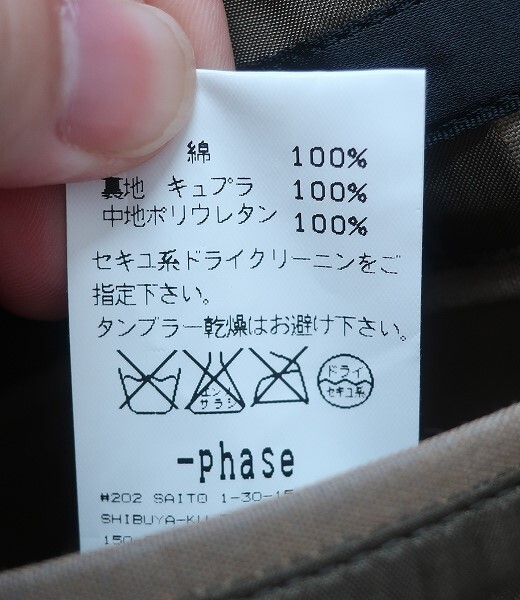 綿 100%
裏地 キュプラ 100%
中地ポリウレタン 100%
セキユ系ドライクリーニンをご
指定下さい。
タンブラー乾燥はお避け下さい。
エンソ サラシ
ドライ
セキユ系
-phase
#202 SAITO 1-30-15
SHIBUYA-KU
150